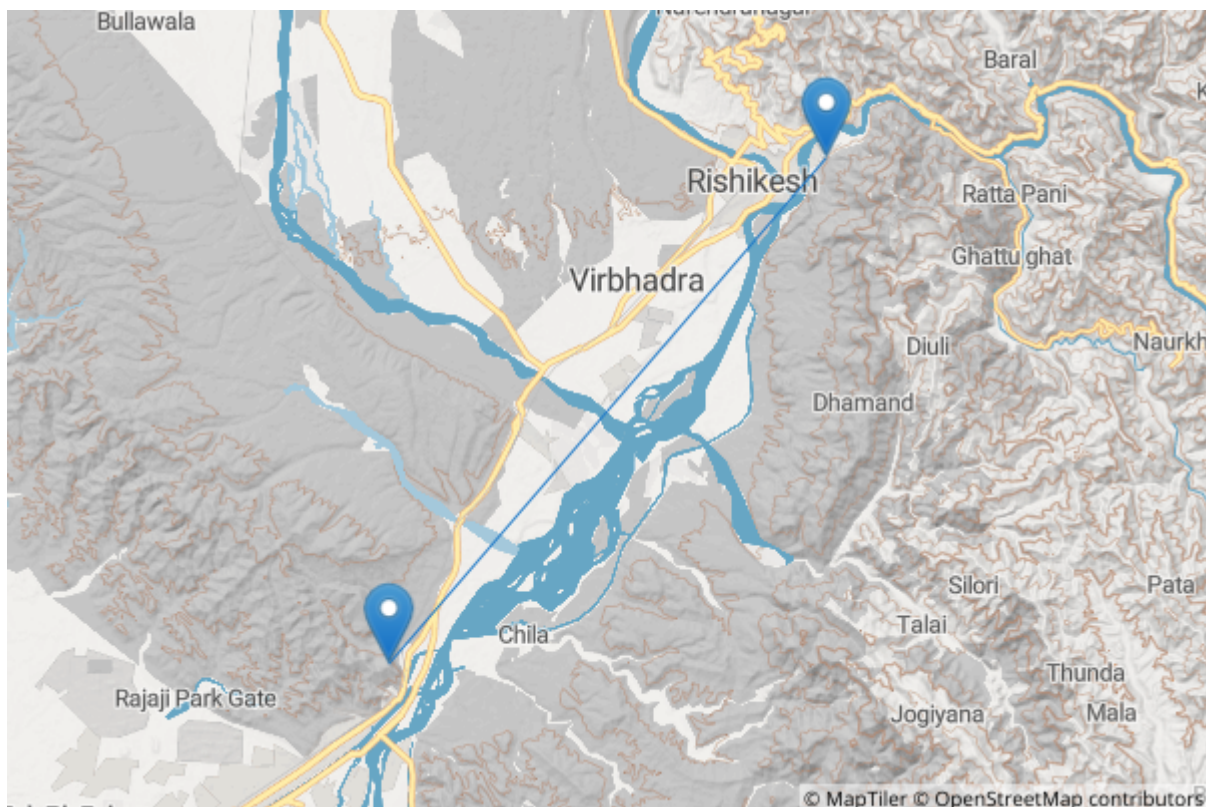 Narendranagar
Bullawala
Baral
Rishikesh
Ratta Pani
Ghattu ghat
Virbhadra
Diuli
Naurkh
Dhamand
Silori
Pata
Talai
Chila
Thunda
Rajaji Park Gate
Jogiyana
Mala
© MapTiler © OpenStreetMap contributors